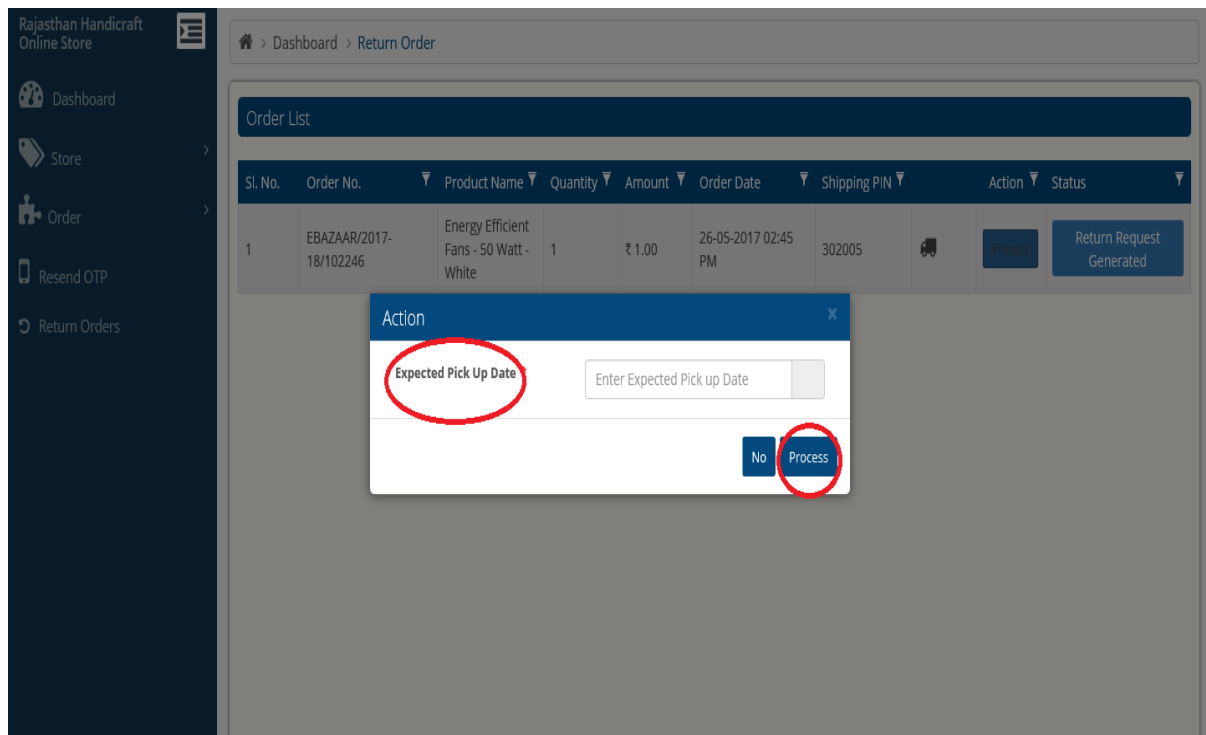 Rajasthan Handicraft
Online Store
> Dashboard > Return Order
Dashboard
Store
Order
Resend OTP
Return Orders
Order List
Sl. No. Order No. Product Name Quantity Amount Order Date Shipping PIN Action Status
1 EBAZAAR/2017-
18/102246
Energy Efficient
Fans - 50 Watt -
White
1 ₹ 1.00 26-05-2017 02:45
PM
302005 Process Return Request
Generated
Action x
Expected Pick Up Date * Enter Expected Pick up Date
No Process